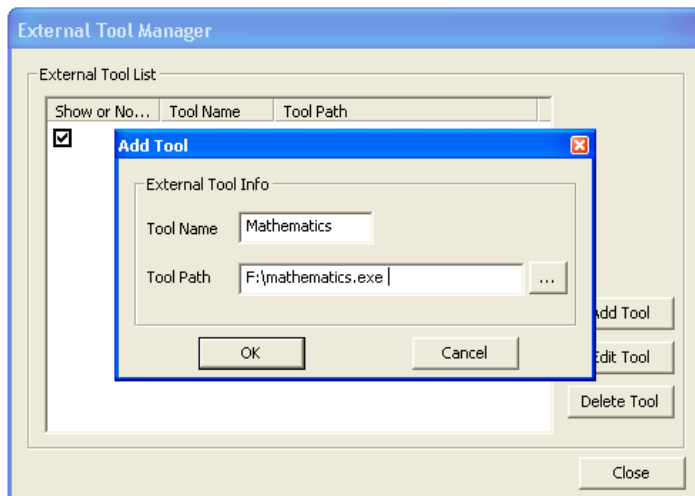 External Tool Manager
External Tool List
Show or No... Tool Name Tool Path
Add Tool
External Tool Info
Tool Name Mathematics
Tool Path F:\mathematics.exe ...
OK Cancel
Add Tool
Edit Tool
Delete Tool
Close